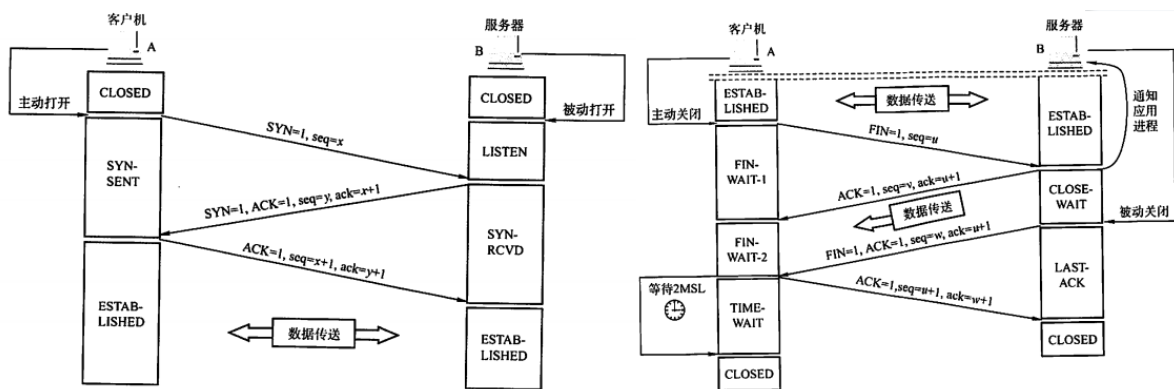 客户机
A
服务器
B
CLOSED
CLOSED
主动打开
被动打开
SYN=1, seq=x
LISTEN
SYN-
SENT
SYN=1, ACK=1, seq=y, ack=x+1
SYN-
RCVD
ACK=1, seq=x+1, ack=y+1
ESTAB-
LISHED
数据传送
ESTAB-
LISHED
客户机
A
服务器
B
ESTAB-
LISHED
数据传送
通知
应用
进程
主动关闭
ESTAB-
LISHED
FIN=1, seq=u
FIN-
WAIT-1
ACK=1, seq=v, ack=u+1
CLOSE-
WAIT
数据传送
被动关闭
FIN-
WAIT-2
FIN=1, ACK=1, seq=w, ack=u+1
LAST-
ACK
等待2MSL
ACK=1,seq=u+1, ack=w+1
TIME-
WAIT
CLOSED
CLOSED